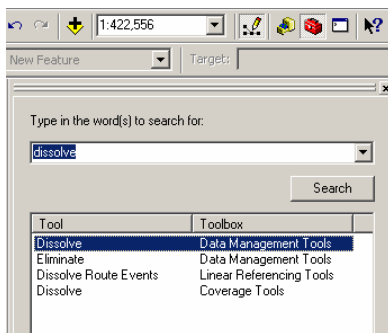 1:422,556
New Feature Target:
Type in the word(s) to search for:
dissolve
Search
Tool Toolbox
Dissolve Data Management Tools
Eliminate Data Management Tools
Dissolve Route Events Linear Referencing Tools
Dissolve Coverage Tools